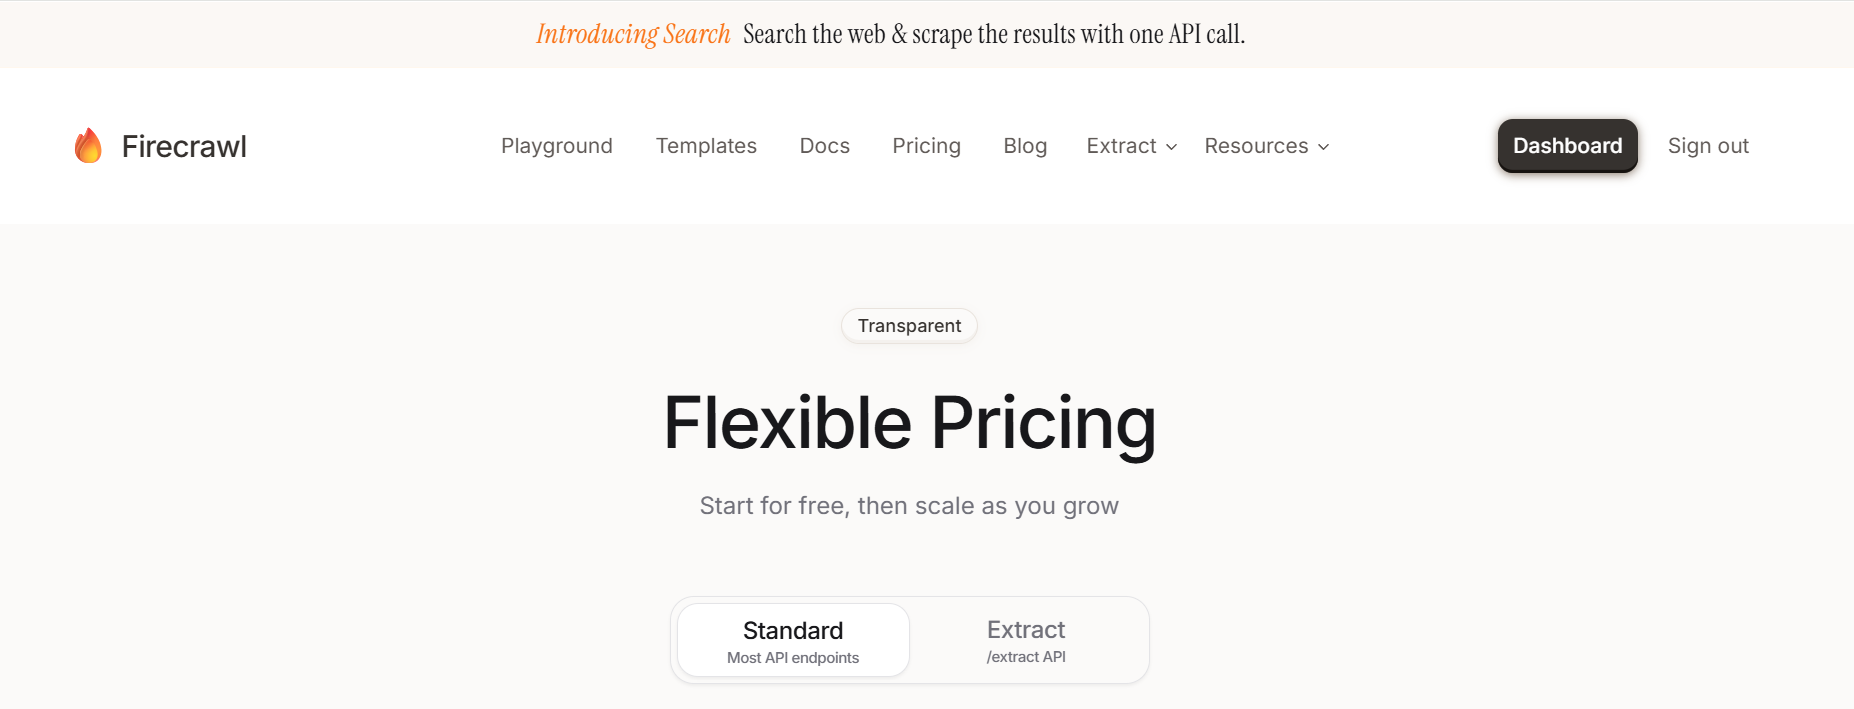 Introducing Search Search the web & scrape the results with one API call.
Firecrawl
Playground Templates Docs Pricing Blog Extract Resources
Dashboard Sign out
Transparent
Flexible Pricing
Start for free, then scale as you grow
Standard
Most API endpoints
Extract
/extract API